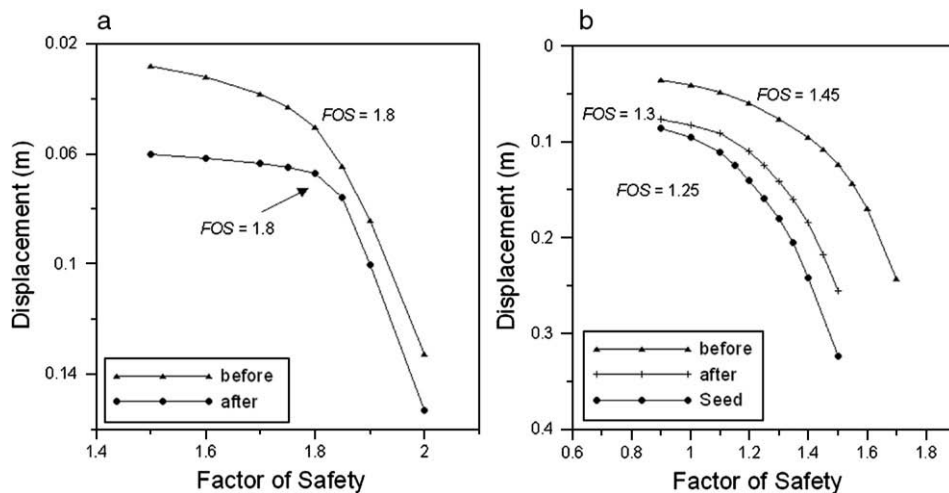 a
0.02
0.06
0.1
0.14
Displacement (m)
FOS = 1.8
FOS = 1.8
before
after
1.4
1.6
1.8
2
Factor of Safety
b
0
0.1
0.2
0.3
0.4
Displacement (m)
FOS = 1.45
FOS = 1.3
FOS = 1.25
before
after
Seed
0.6
0.8
1
1.2
1.4
1.6
1.8
Factor of Safety